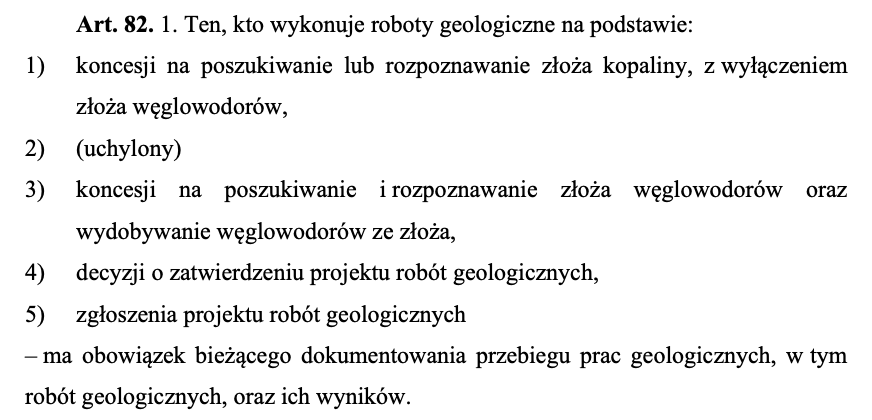 Art. 82. 1. Ten, kto wykonuje roboty geologiczne na podstawie:
1) koncesji na poszukiwanie lub rozpoznawanie złoża kopaliny, z wyłączeniem
złoża węglowodorów,
2) (uchylony)
3) koncesji na poszukiwanie i rozpoznawanie złoża węglowodorów oraz
wydobywanie węglowodorów ze złoża,
4) decyzji o zatwierdzeniu projektu robót geologicznych,
5) zgłoszenia projektu robót geologicznych
– ma obowiązek bieżącego dokumentowania przebiegu prac geologicznych, w tym
robót geologicznych, oraz ich wyników.